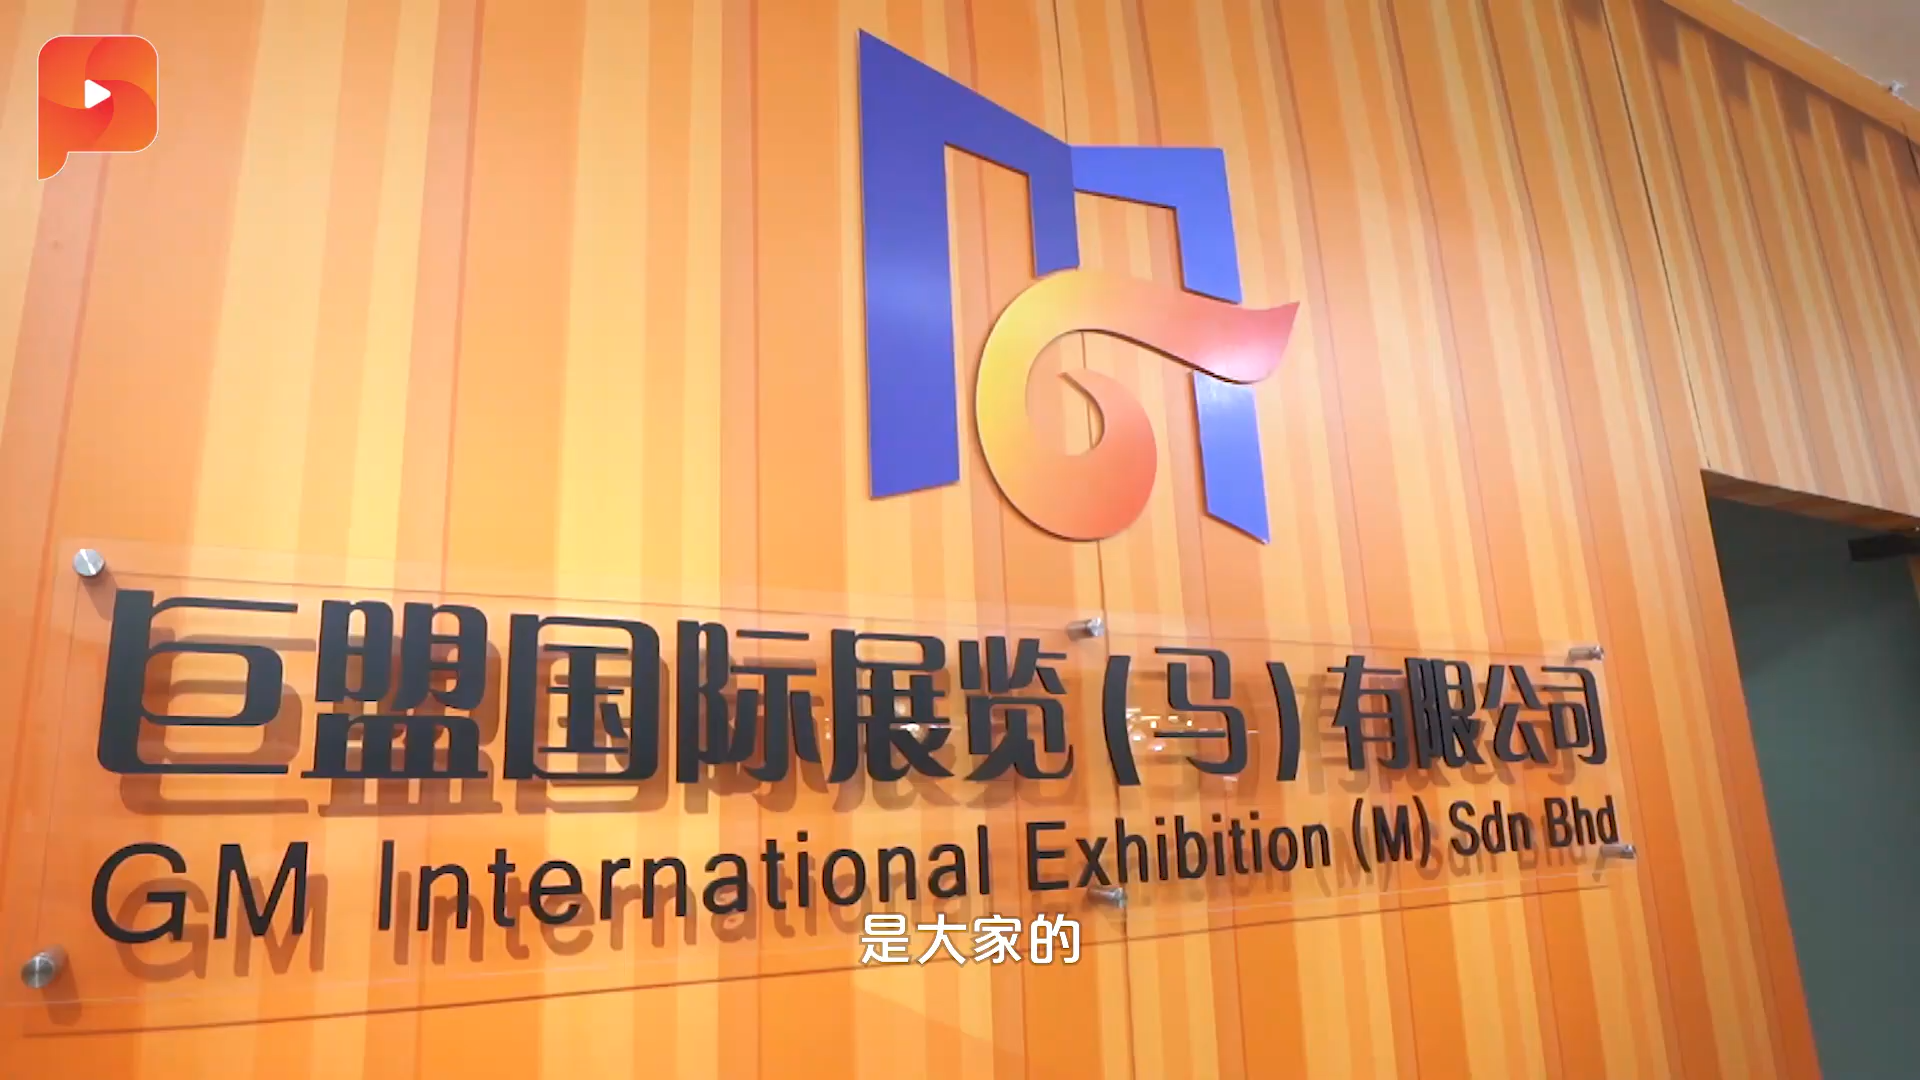 巨盟国际展览(马)有限公司
GM International Exhibition (M) Sdn Bhd
是大家的